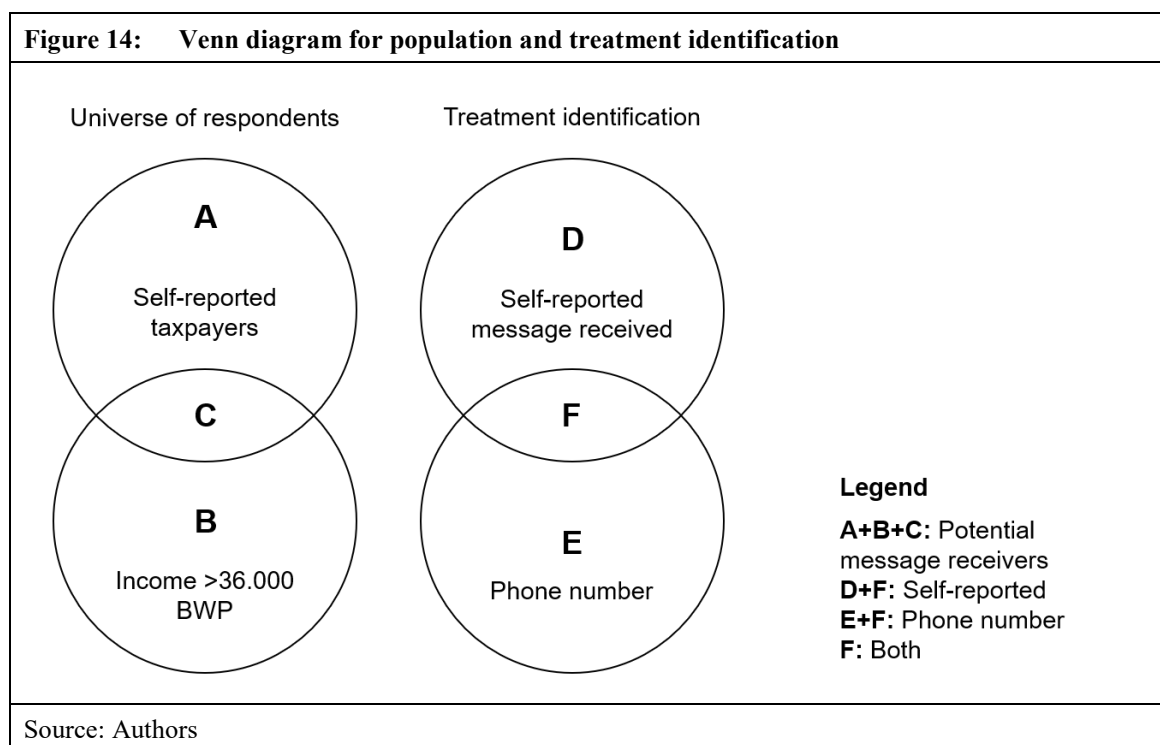 Figure 14: Venn diagram for population and treatment identification
Universe of respondents
Treatment identification
A
Self-reported
taxpayers
C
B
Income >36.000
BWP
D
Self-reported
message received
F
E
Phone number
Legend
A+B+C: Potential
message receivers
D+F: Self-reported
E+F: Phone number
F: Both
Source: Authors